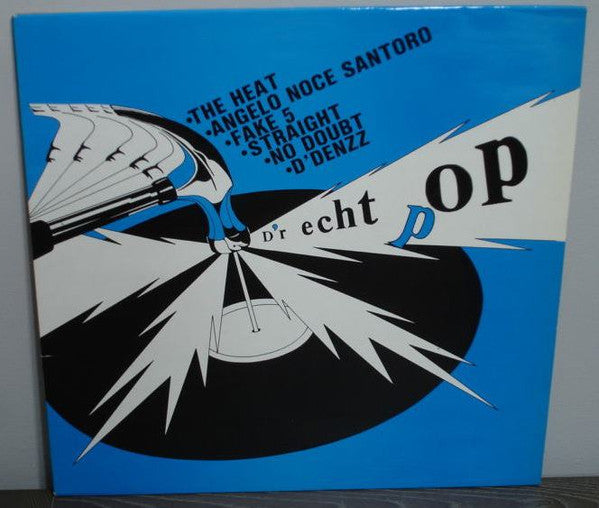 •THE HEAT
•ANGELO NOCE SANTORO
•FAKE 5
•STRAIGHT
•NO DOUBT
•D'DENZZ
D'r echt pop